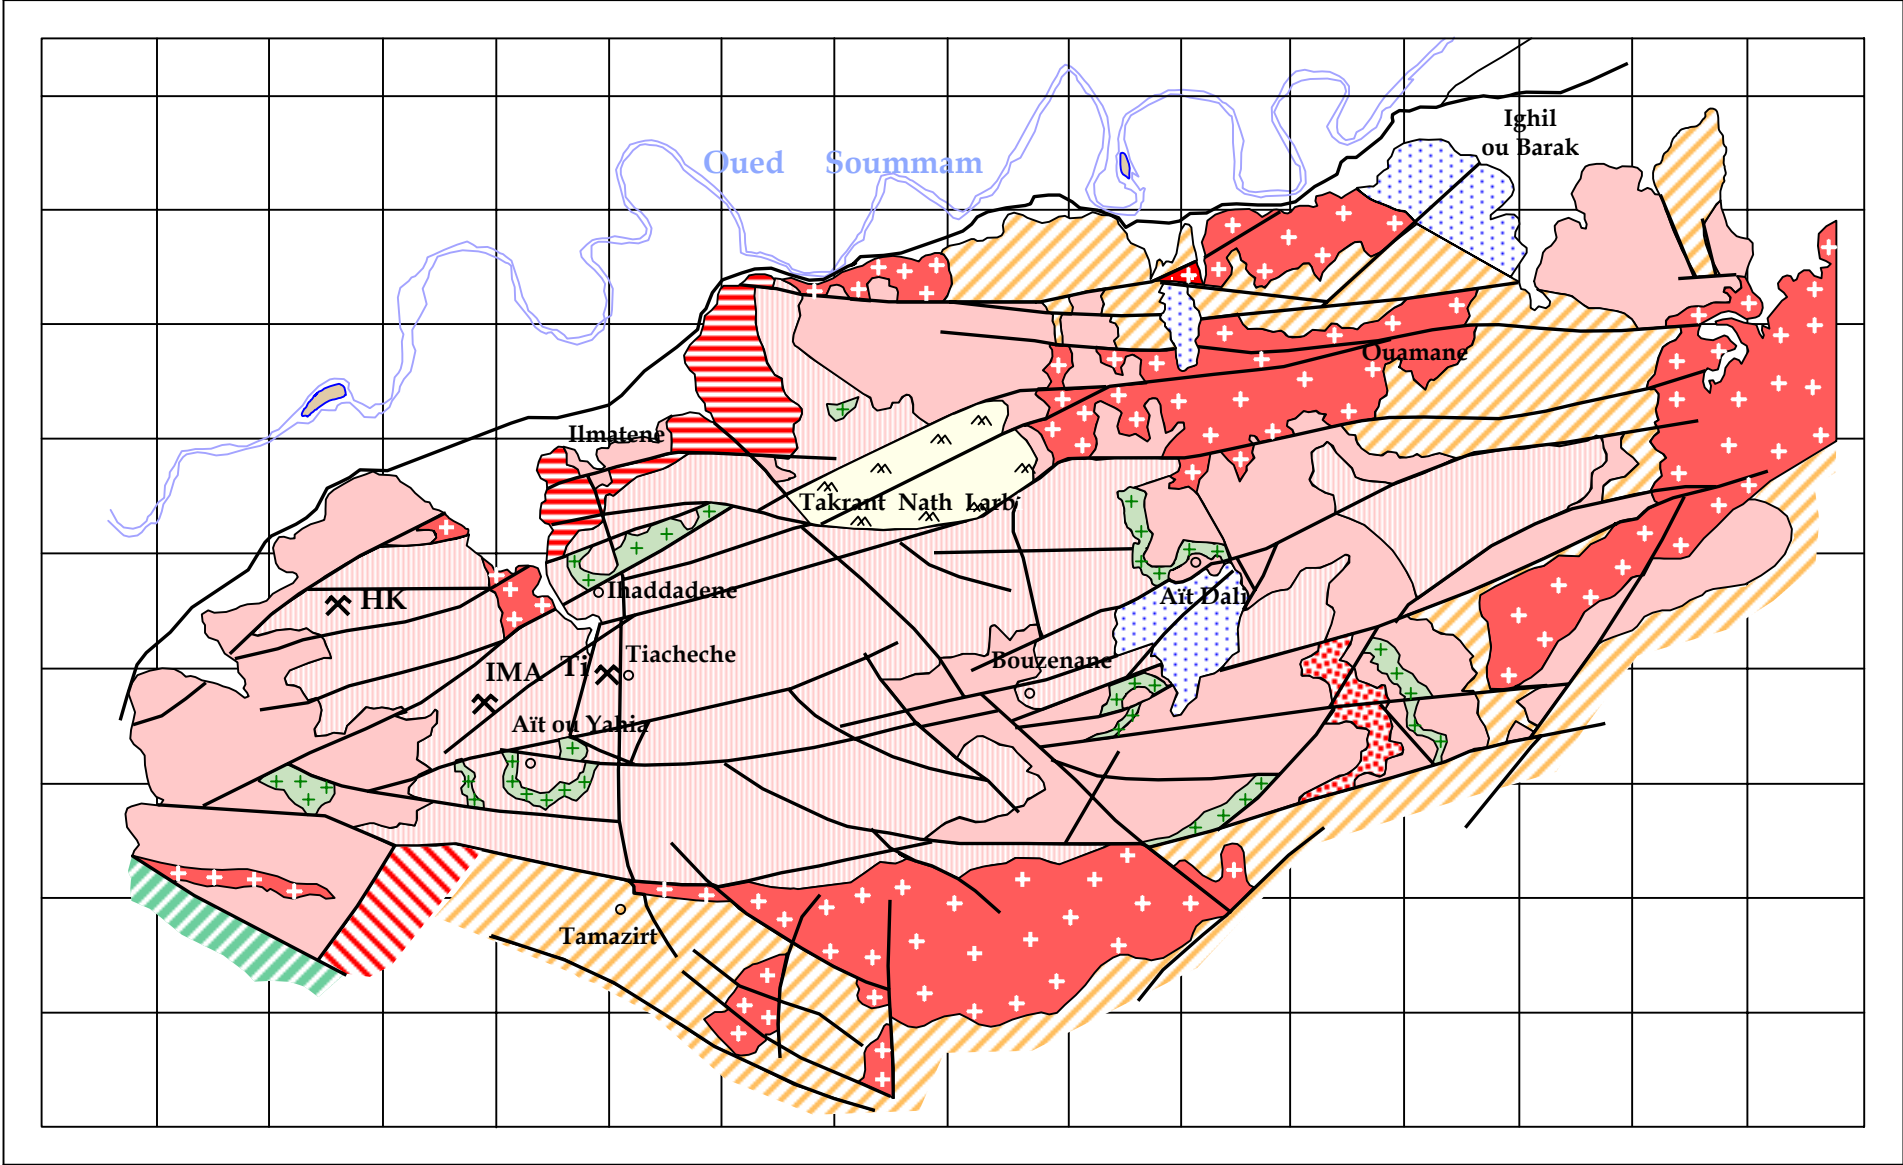 Ighil
ou Barak
Oued Soummam
Ouamane
Ilmatene
Takrant Nath Larbi
HK
Ihaddadene
Aït Dali
IMA
Ti
Tiacheche
Bouzenane
Aït ou Yahia
Tamazirt